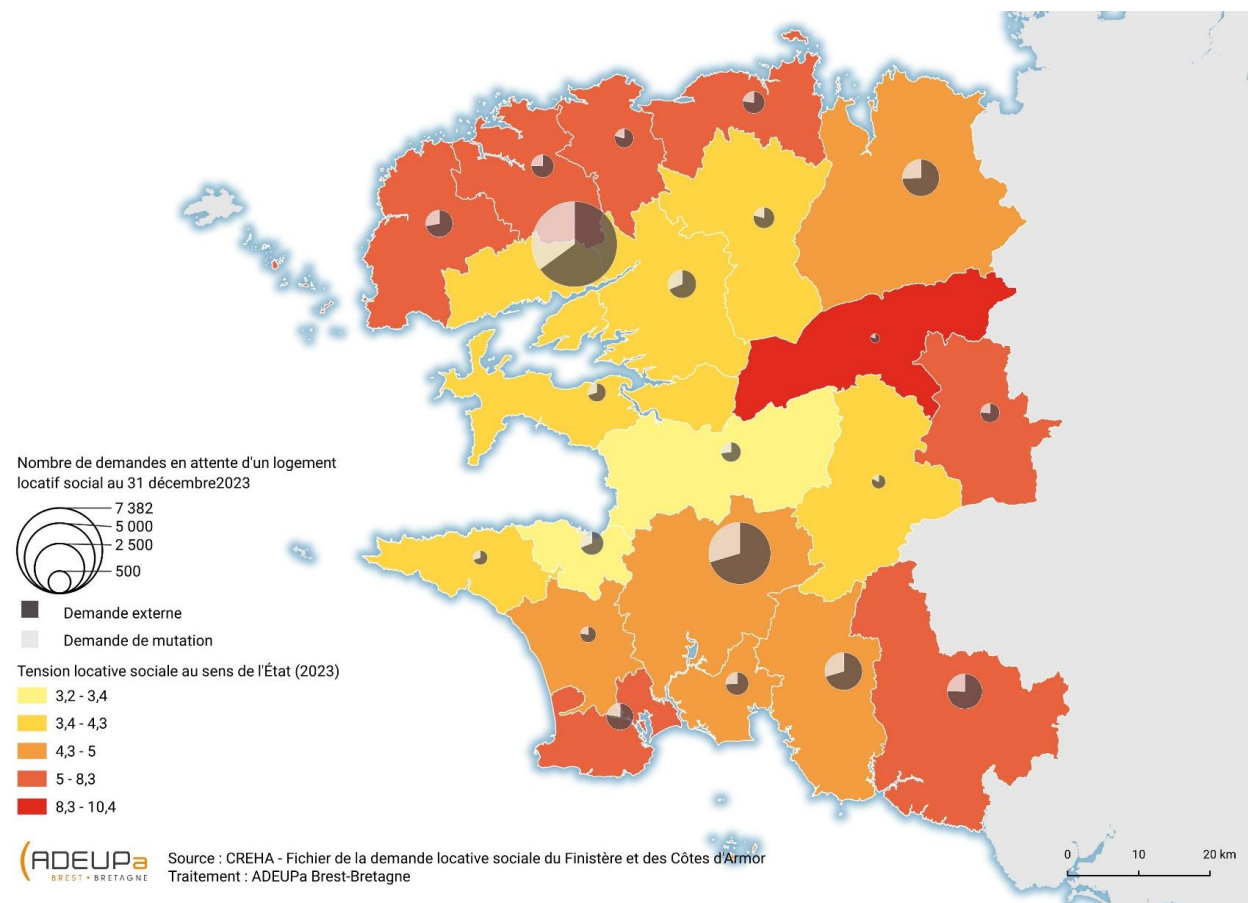 Nombre de demandes en attente d'un logement
locatif social au 31 décembre2023
7 382
5 000
2 500
500
Demande externe
Demande de mutation
Tension locative sociale au sens de l'État (2023)
3,2 - 3,4
3,4 - 4,3
4,3 - 5
5 - 8,3
8,3 - 10,4
ADEUPa
BREST • BRETAGNE
Source : CREHA - Fichier de la demande locative sociale du Finistère et des Côtes d'Armor
Traitement : ADEUPa Brest-Bretagne
0 10 20 km